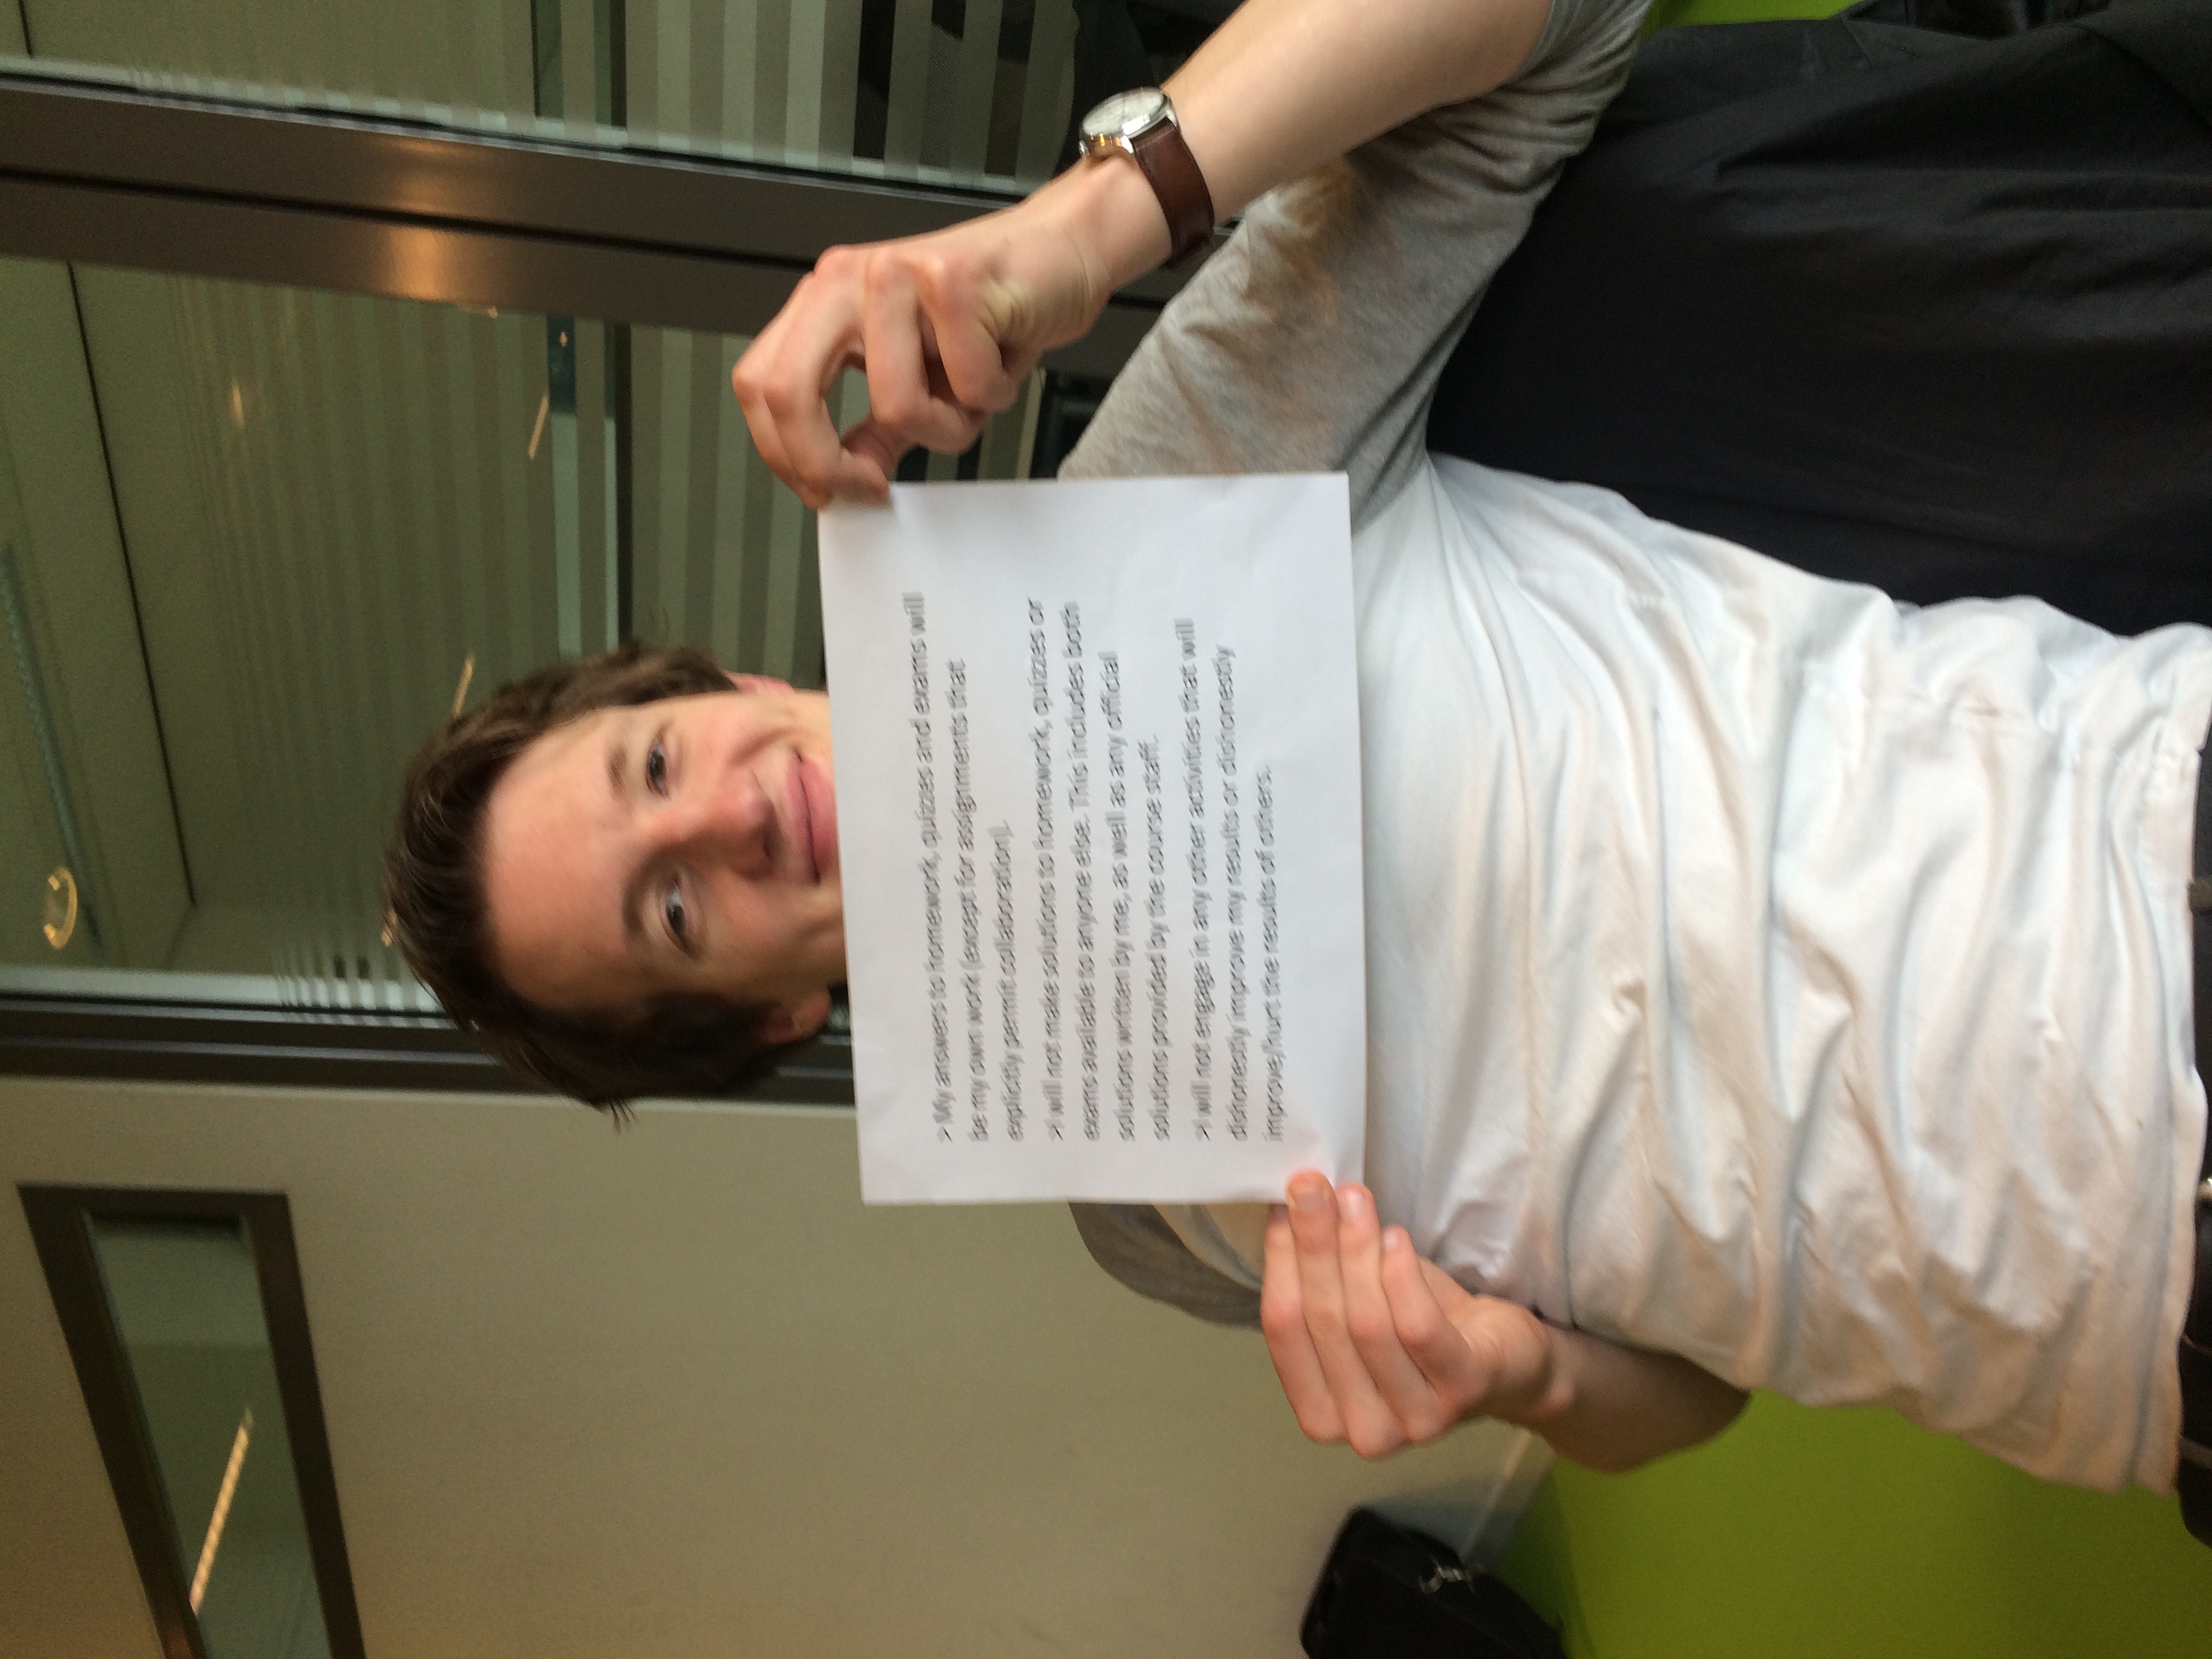 > My answers to homework, quizzes and exams will
be my own work (except for assignments that
explicitly permit collaboration).
>I will not make solutions to homework, quizzes or
exams available to anyone else. This includes both
solutions written by me, as well as any official
solutions provided by the course staff.
>I will not engage in any other activities that will
dishonestly improve my results or dishonestly
improve/hurt the results of others.